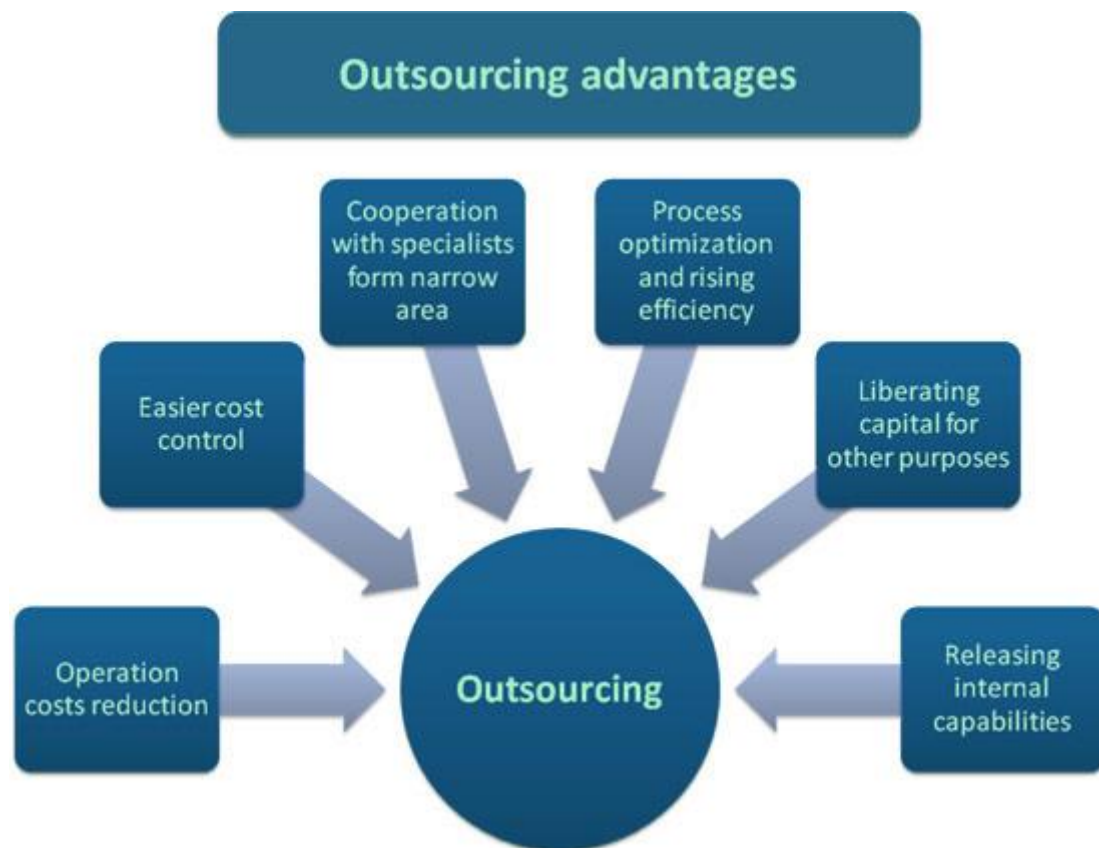 Outsourcing advantages
Cooperation
with specialists
form narrow
area
Process
optimization
and rising
efficiency
Easier cost
control
Liberating
capital for
other purposes
Operation
costs reduction
Outsourcing
Releasing
internal
capabilities